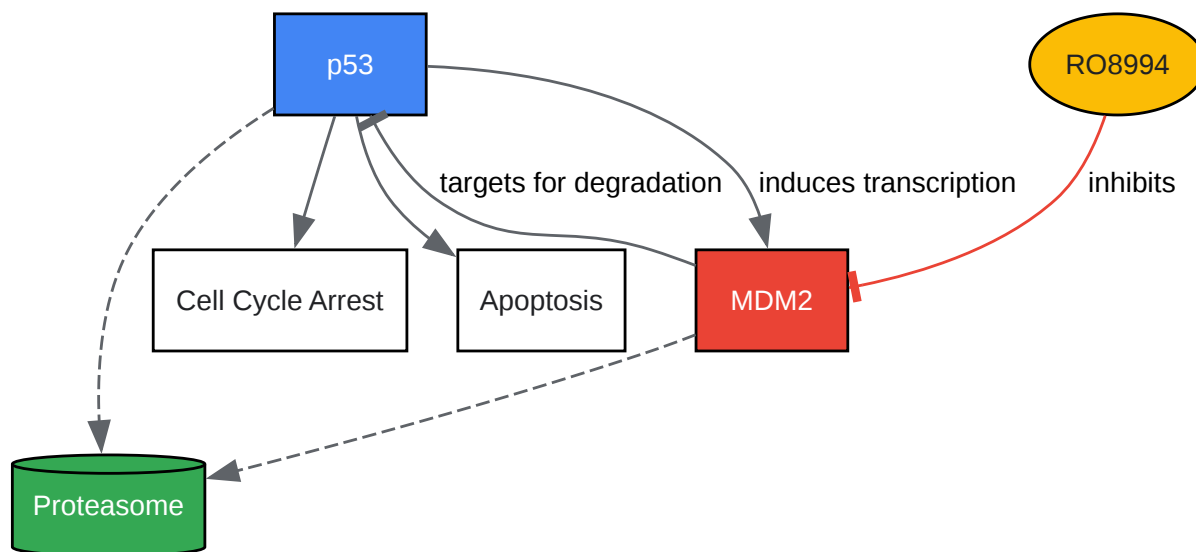 p53
RO8994
targets for degradation
induces transcription
inhibits
Cell Cycle Arrest
Apoptosis
MDM2
Proteasome